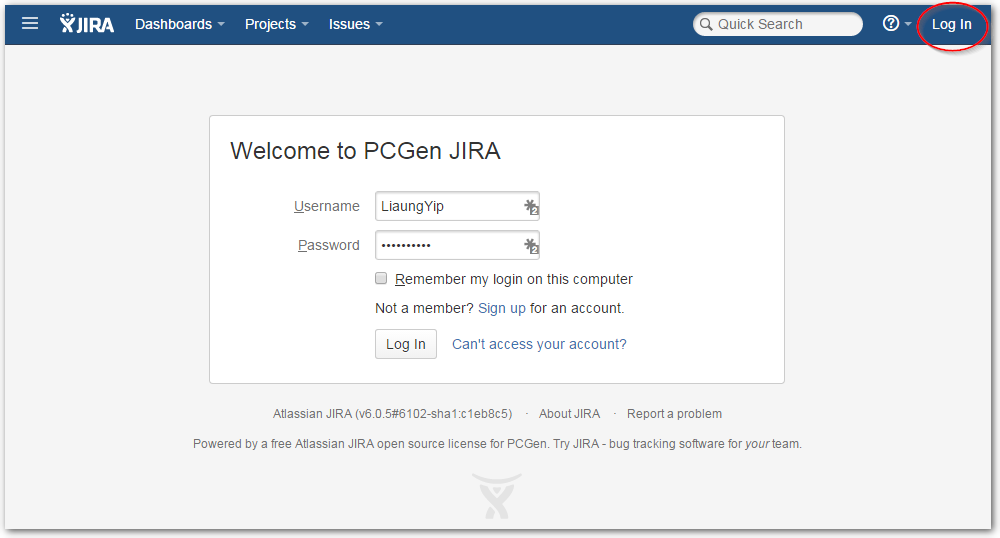 JIRA Dashboards Projects Issues Quick Search ? Log In
Welcome to PCGen JIRA
Username LiaungYip 2
Password •••••••••• 2
Remember my login on this computer
Not a member? Sign up for an account.
Log In Can't access your account?
Atlassian JIRA (v6.0.5#6102-sha1:c1eb8c5) · About JIRA · Report a problem
Powered by a free Atlassian JIRA open source license for PCGen. Try JIRA - bug tracking software for your team.